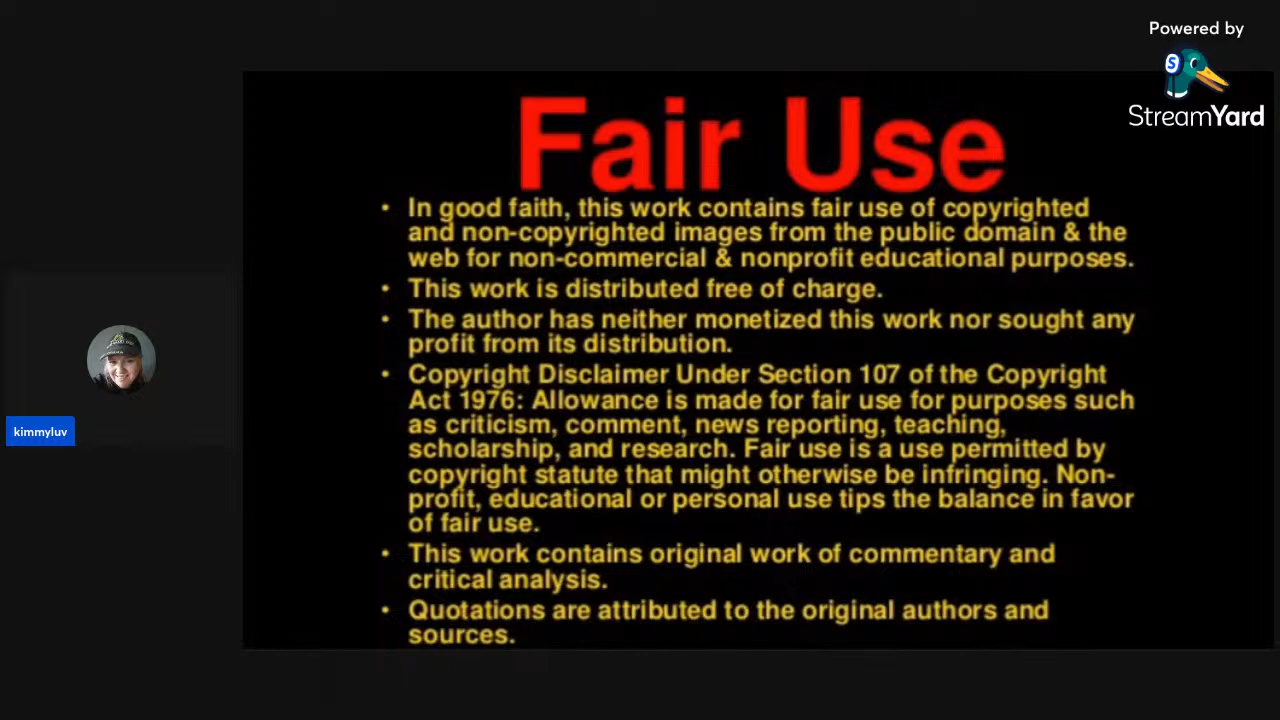 Powered by
StreamYard
Fair Use
• In good faith, this work contains fair use of copyrighted
and non-copyrighted images from the public domain & the
web for non-commercial & nonprofit educational purposes.
• This work is distributed free of charge.
• The author has neither monetized this work nor sought any
profit from its distribution.
• Copyright Disclaimer Under Section 107 of the Copyright
Act 1976: Allowance is made for fair use for purposes such
as criticism, comment, news reporting, teaching,
scholarship, and research. Fair use is a use permitted by
copyright statute that might otherwise be infringing. Non-
profit, educational or personal use tips the balance in favor
of fair use.
• This work contains original work of commentary and
critical analysis.
• Quotations are attributed to the original authors and
sources.
kimmyluv